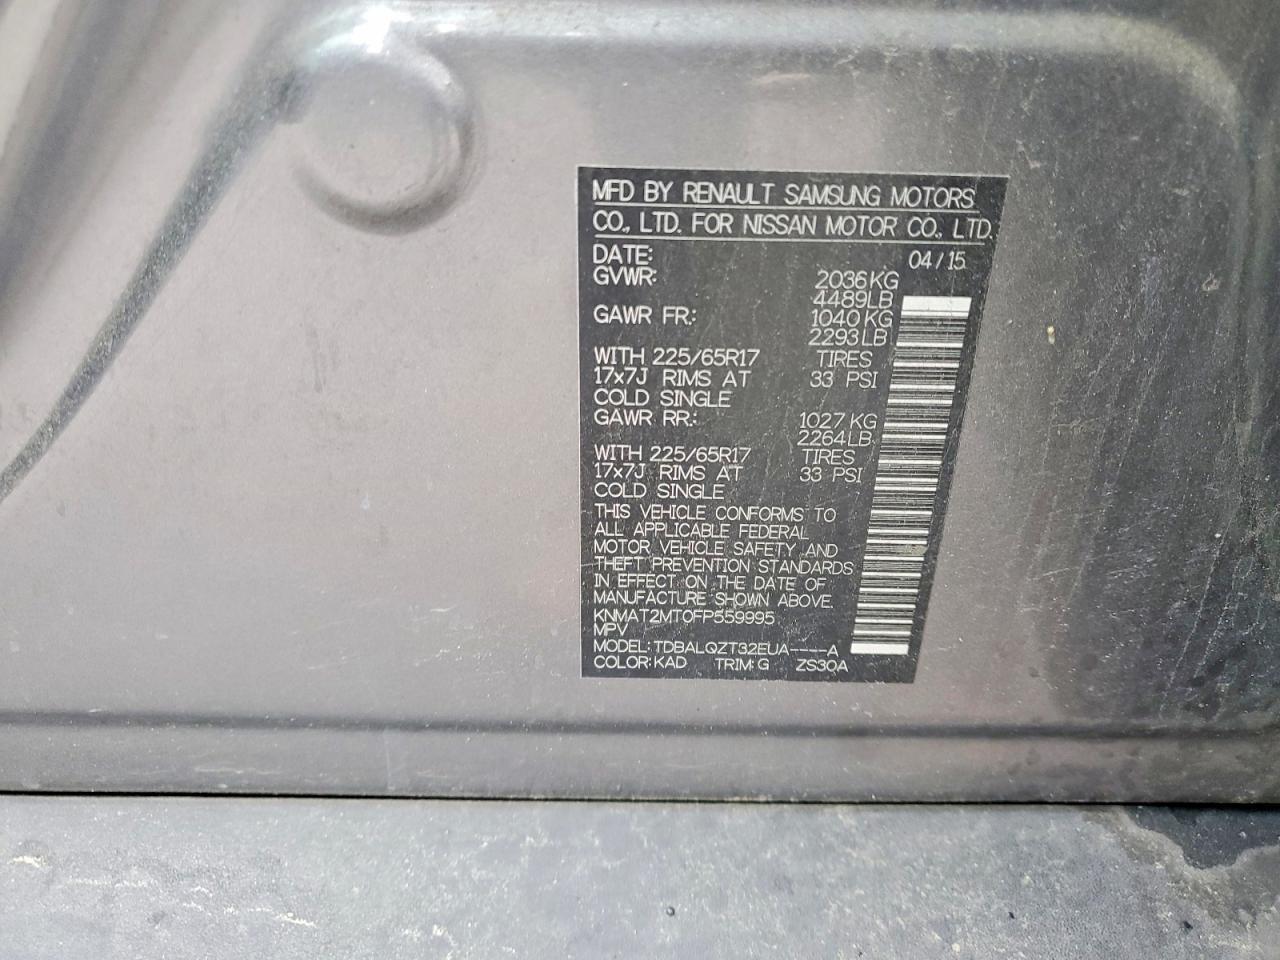 MFD BY RENAULT SAMSUNG MOTORS
CO., LTD. FOR NISSAN MOTOR CO., LTD.
DATE: 04/15
GVWR: 2036KG
4489LB
GAWR FR.: 1040KG
2293LB
WITH 225/65R17 TIRES
17x7J RIMS AT 33 PSI
COLD SINGLE
GAWR RR.: 1027KG
2264LB
WITH 225/65R17 TIRES
17x7J RIMS AT 33 PSI
COLD SINGLE
THIS VEHICLE CONFORMS TO
ALL APPLICABLE FEDERAL
MOTOR VEHICLE SAFETY AND
THEFT PREVENTION STANDARDS
IN EFFECT ON THE DATE OF
MANUFACTURE SHOWN ABOVE.
KNMAT2MT0FP559995
MPV
MODEL:TDBALQZT32EUA----A
COLOR:KAD TRIM:G ZS30A